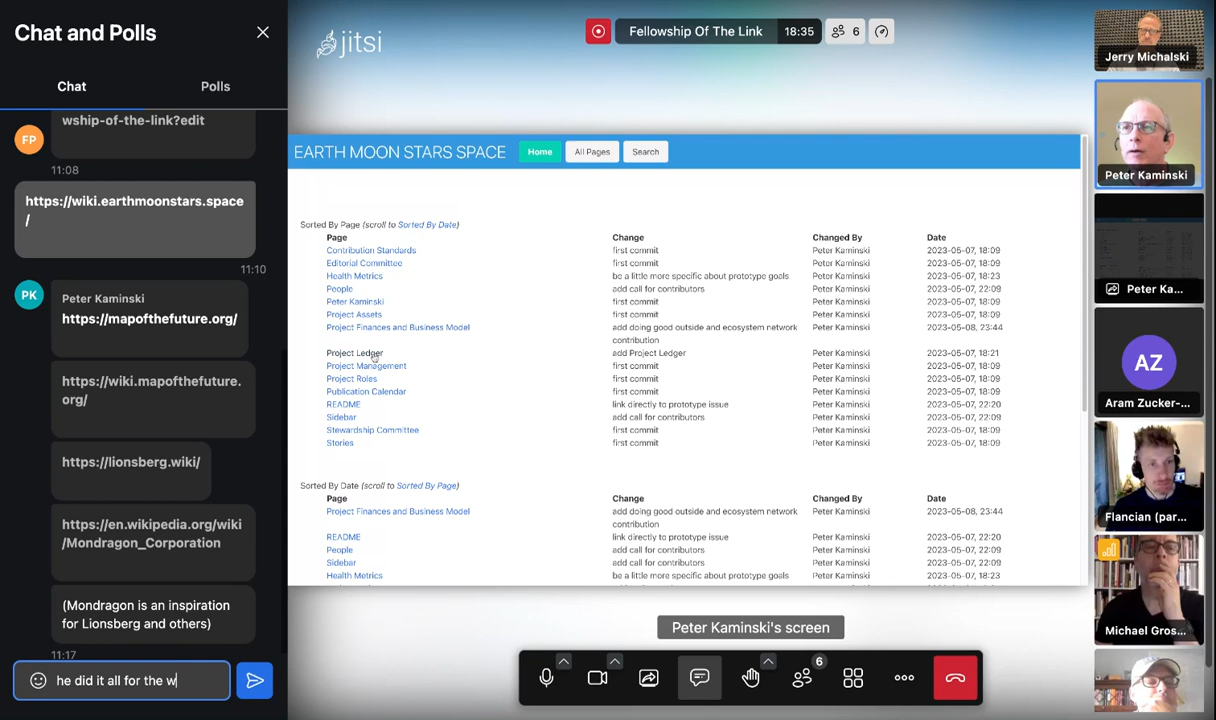 Chat and Polls
Chat
Polls
FP
wship-of-the-link?edit
11:08
https://wiki.earthmoonstars.space
/
11:10
PK
Peter Kaminski
https://mapofthefuture.org/
https://wiki.mapofthefuture.
org/
https://lionsberg.wiki/
https://en.wikipedia.org/wiki
/Mondragon_Corporation
(Mondragon is an inspiration
for Lionsberg and others)
11:17
he did it all for the w
jitsi
Fellowship Of The Link 18:35 6
EARTH MOON STARS SPACE Home All Pages Search
Sorted By Page (scroll to Sorted By Date)
Page Change Changed By Date
Contribution Standards first commit Peter Kaminski 2023-05-07, 18:09
Editorial Committee first commit Peter Kaminski 2023-05-07, 18:09
Health Metrics be a little more specific about prototype goals Peter Kaminski 2023-05-07, 18:23
People add call for contributors Peter Kaminski 2023-05-07, 22:09
Peter Kaminski first commit Peter Kaminski 2023-05-07, 18:09
Project Assets first commit Peter Kaminski 2023-05-07, 18:09
Project Finances and Business Model add doing good outside and ecosystem network Peter Kaminski 2023-05-08, 23:44
contribution
Project Ledger add Project Ledger Peter Kaminski 2023-05-07, 18:21
Project Management first commit Peter Kaminski 2023-05-07, 18:09
Project Roles first commit Peter Kaminski 2023-05-07, 18:09
Publication Calendar first commit Peter Kaminski 2023-05-07, 18:09
README link directly to prototype issue Peter Kaminski 2023-05-07, 22:20
Sidebar add call for contributors Peter Kaminski 2023-05-07, 22:09
Stewardship Committee first commit Peter Kaminski 2023-05-07, 18:09
Stories first commit Peter Kaminski 2023-05-07, 18:09
Sorted By Date (Scroll to Sorted By Page)
Page Change Changed By Date
Project Finances and Business Model add doing good outside and ecosystem network Peter Kaminski 2023-05-08, 23:44
contribution
README link directly to prototype issue Peter Kaminski 2023-05-07, 22:20
People add call for contributors Peter Kaminski 2023-05-07, 22:09
Sidebar add call for contributors Peter Kaminski 2023-05-07, 22:09
Health Metrics be a little more specific about prototype goals Peter Kaminski 2023-05-07, 18:23
Peter Kaminski's screen
6
Jerry Michalski
Peter Kaminski
Peter Ka...
AZ
Aram Zucker-...
Flancian (par...
Michael Gros...